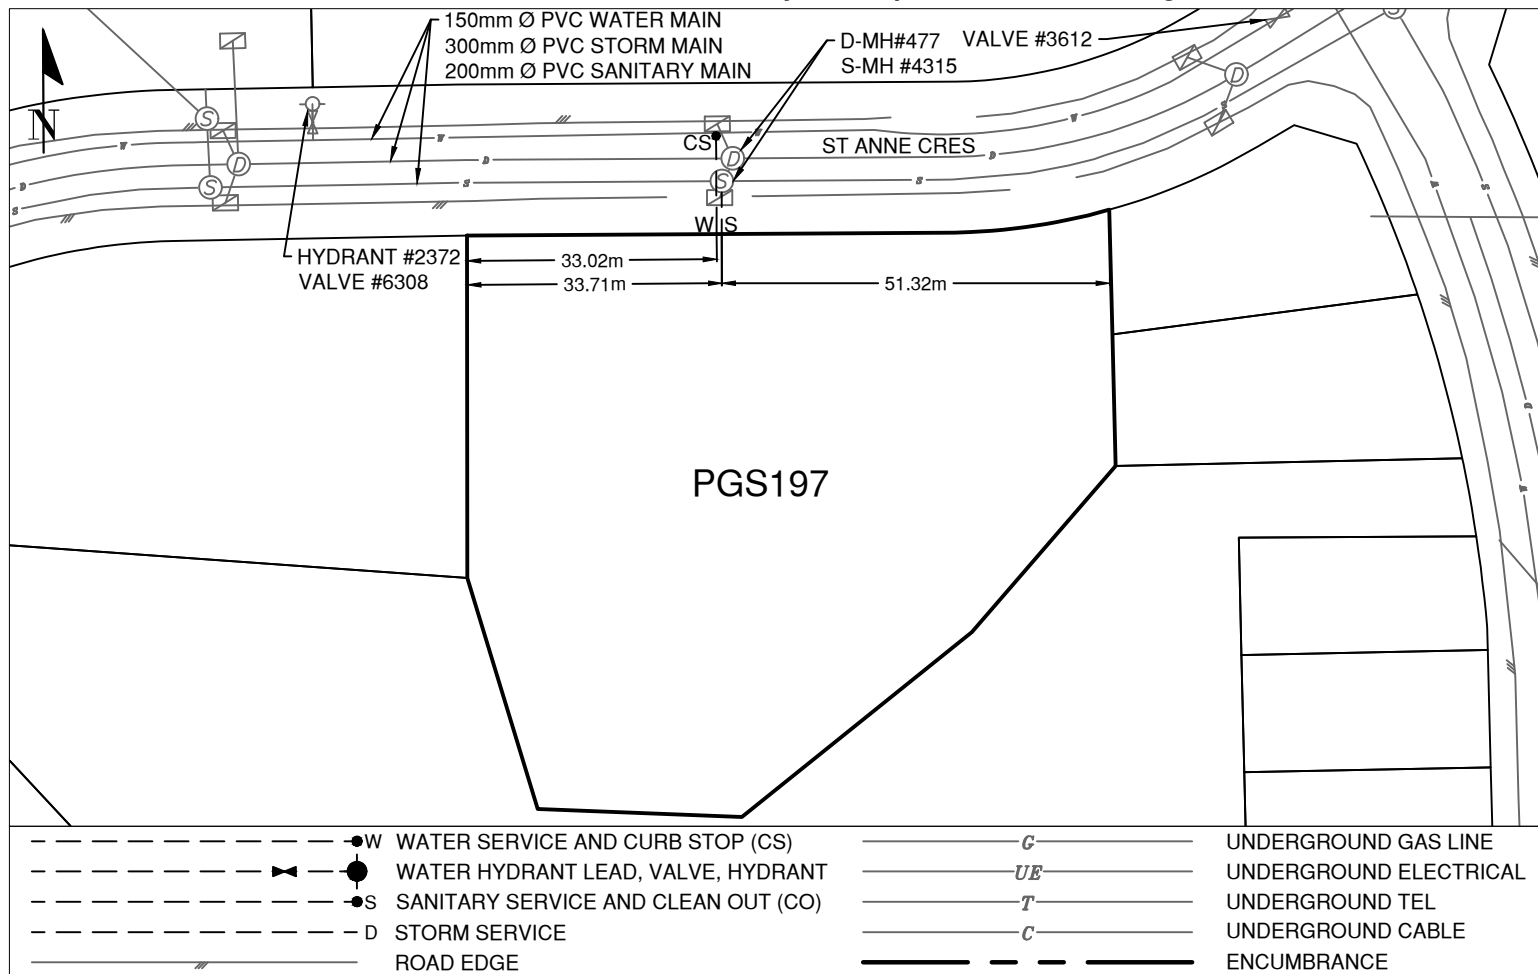 150mm Ø PVC WATER MAIN
300mm Ø PVC STORM MAIN
200mm Ø PVC SANITARY MAIN
D-MH#477
S-MH #4315
VALVE #3612
N
CS
ST ANNE CRES
W S
HYDRANT #2372
VALVE #6308
33.02m
33.71m
51.32m
PGS197
W WATER SERVICE AND CURB STOP (CS)
WATER HYDRANT LEAD, VALVE, HYDRANT
S SANITARY SERVICE AND CLEAN OUT (CO)
D STORM SERVICE
ROAD EDGE
G UNDERGROUND GAS LINE
UE UNDERGROUND ELECTRICAL
T UNDERGROUND TEL
C UNDERGROUND CABLE
ENCUMBRANCE